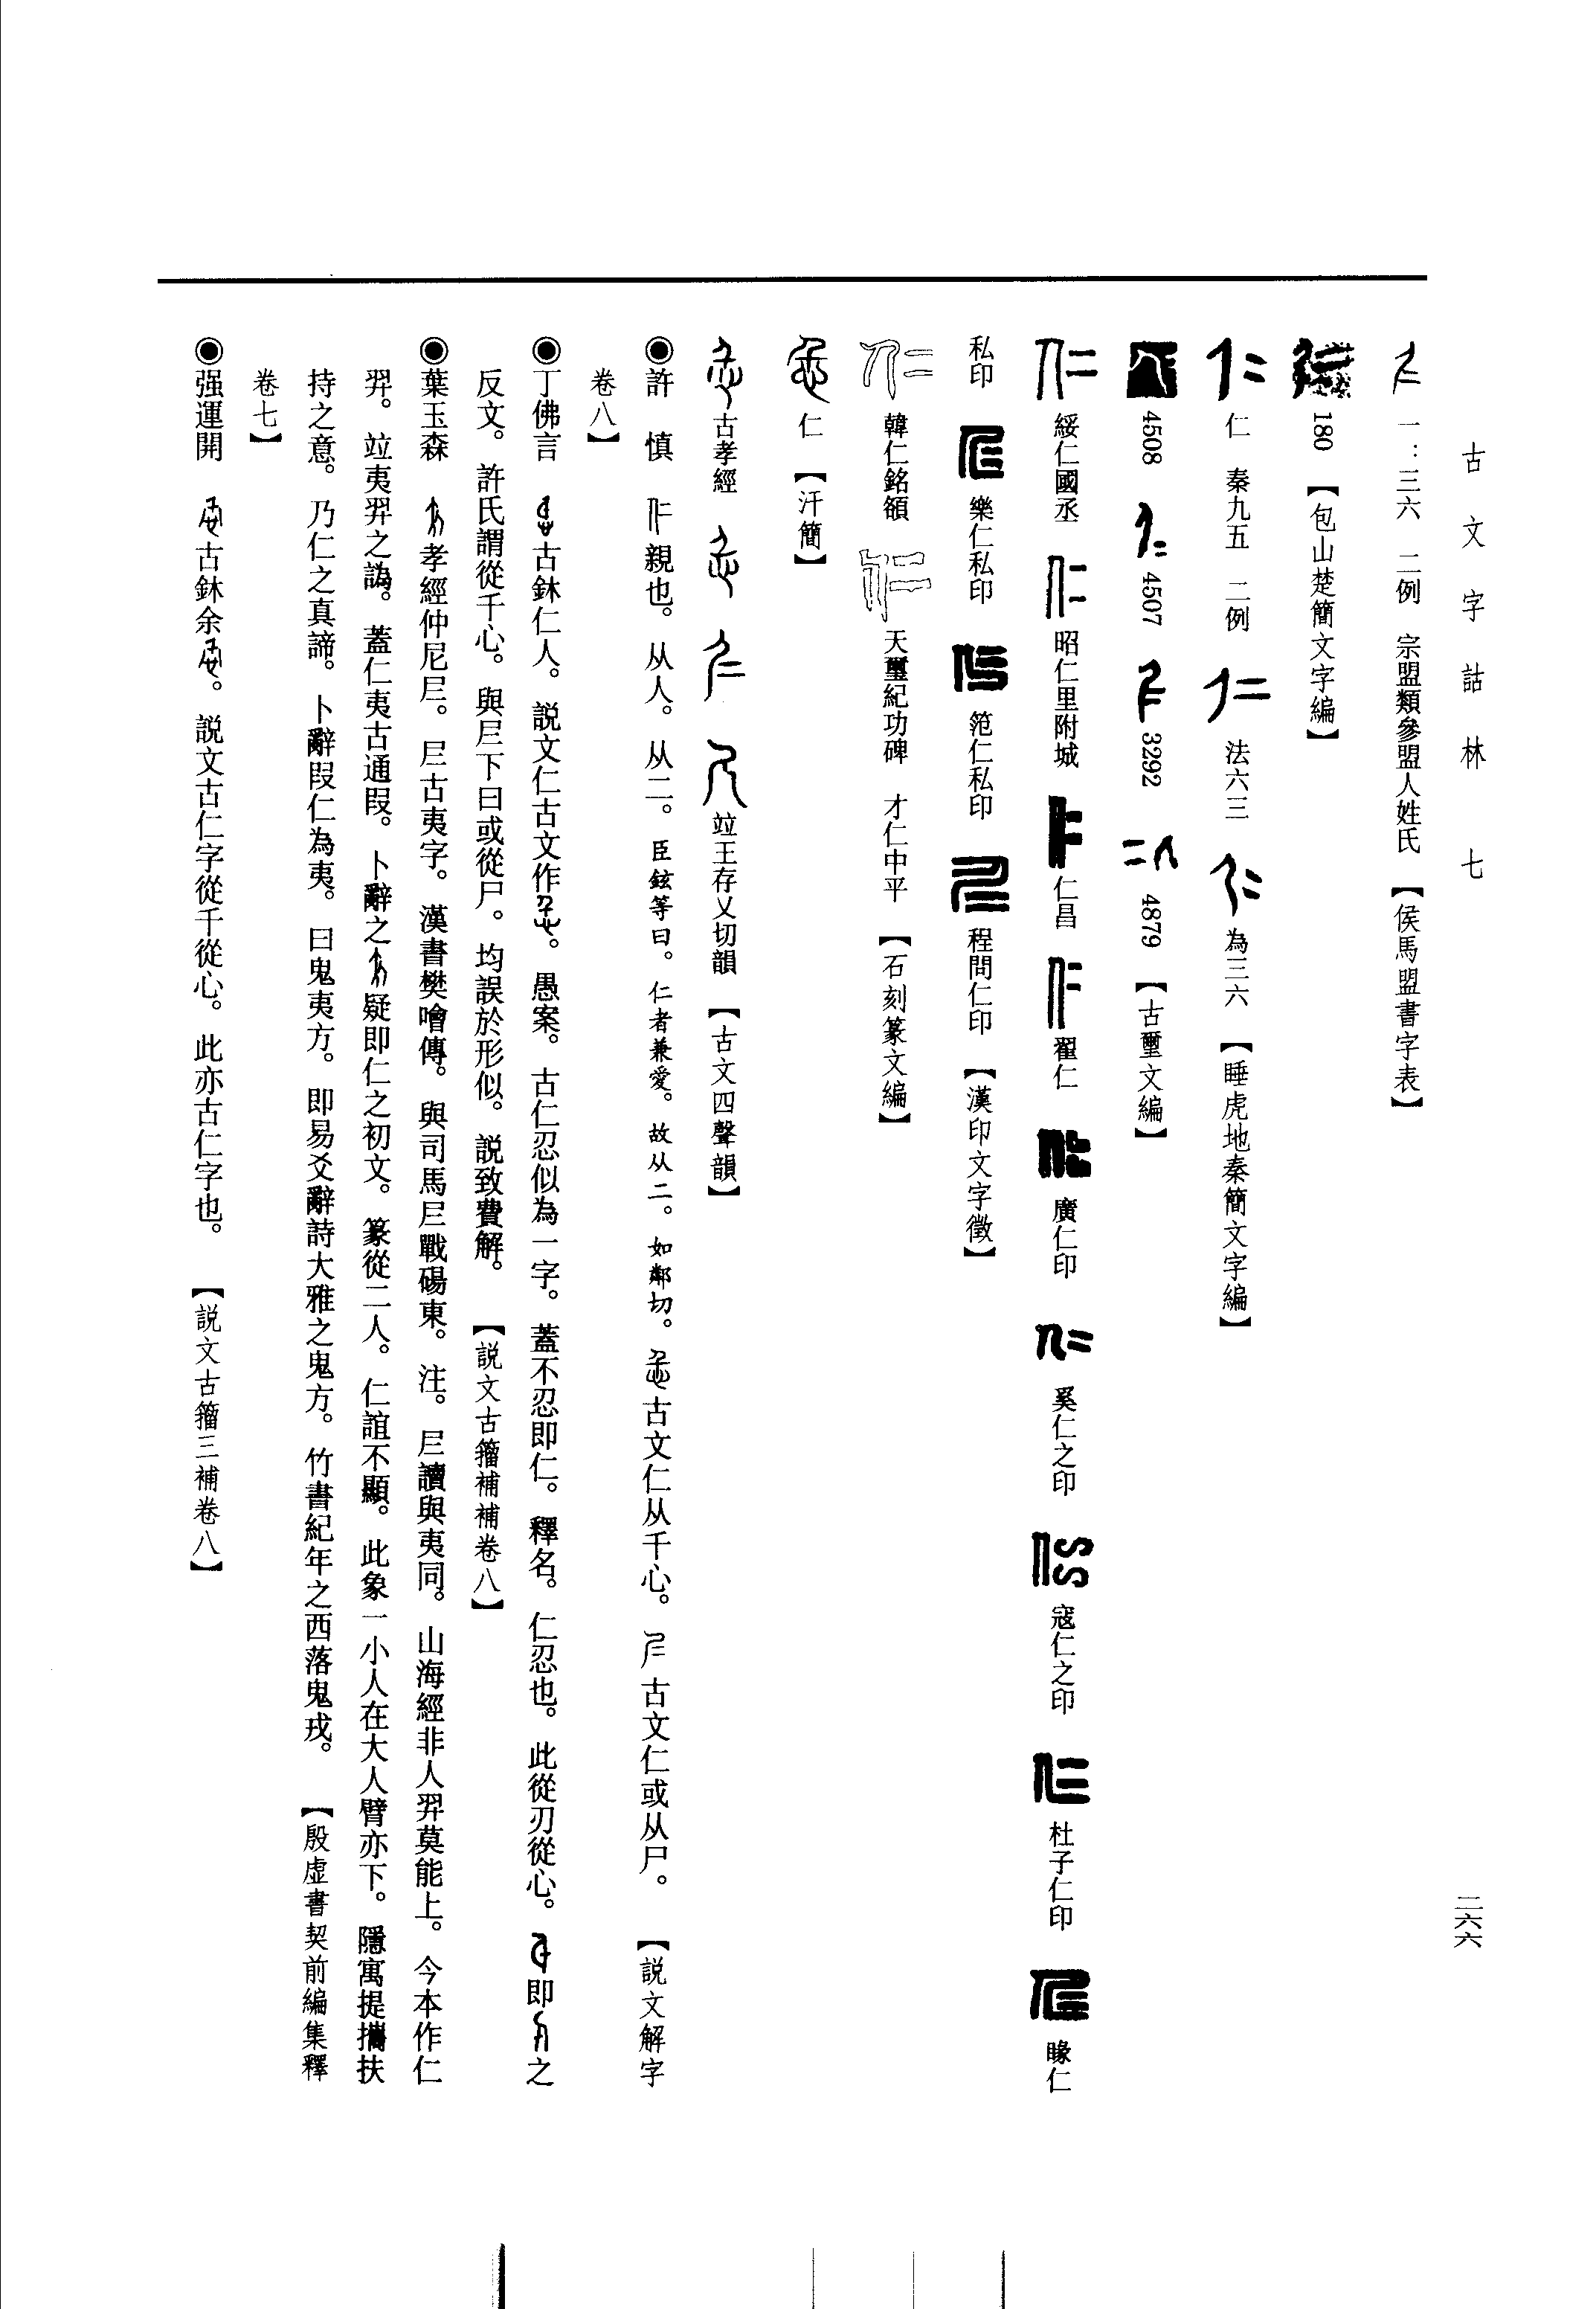 古文字詁林 七
二六六
一：三六 二例 宗盟類參盟人姓氏 【侯馬盟書字表】
180 【包山楚簡文字編】
仁 秦九五 二例 法六三 為三六 【睡虎地秦簡文字編】
4508 4507 3292 4879 【古璽文編】
綏仁國丞 昭仁里附城 仁昌 翟仁 廣仁印 奚仁之印 寇仁之印 杜子仁印 睩仁
私印 樂仁私印 范仁私印 程問仁印 【漢印文字徵】
韓仁銘額 天璽紀功碑 才仁中平 【石刻篆文編】
仁 【汗簡】
古孝經 竝王存乂切韻 【古文四聲韻】
◉許 慎 親也。从人。从二。臣鉉等曰。仁者兼愛。故从二。如鄰切。古文仁从千心。古文仁或从尸。 【説文解字
卷八】
◉丁佛言 古鉥仁人。説文仁古文作。愚案。古仁忍似為一字。蓋不忍即仁。釋名。仁忍也。此從刃從心。即之
反文。許氏謂從千心。與𡰥下曰或從尸。均誤於形似。説致費解。 【説文古籀補補卷八】
◉葉玉森 孝經仲尼𡰥。𡰥古夷字。漢書樊噲傳。與司馬𡰥戰碭東。注。𡰥讀與夷同。山海經非人羿莫能上。今本作仁
羿。竝夷羿之譌。蓋仁夷古通叚。卜辭之疑即仁之初文。篆從二人。仁誼不顯。此象一小人在大人臂亦下。隱寓提攜扶
持之意。乃仁之真諦。卜辭叚仁為夷。曰鬼夷方。即易爻辭詩大雅之鬼方。竹書紀年之西落鬼戎。 【殷虛書契前編集釋
卷七】
◉强運開 古鉥余。説文古仁字從千從心。此亦古仁字也。 【説文古籀三補卷八】